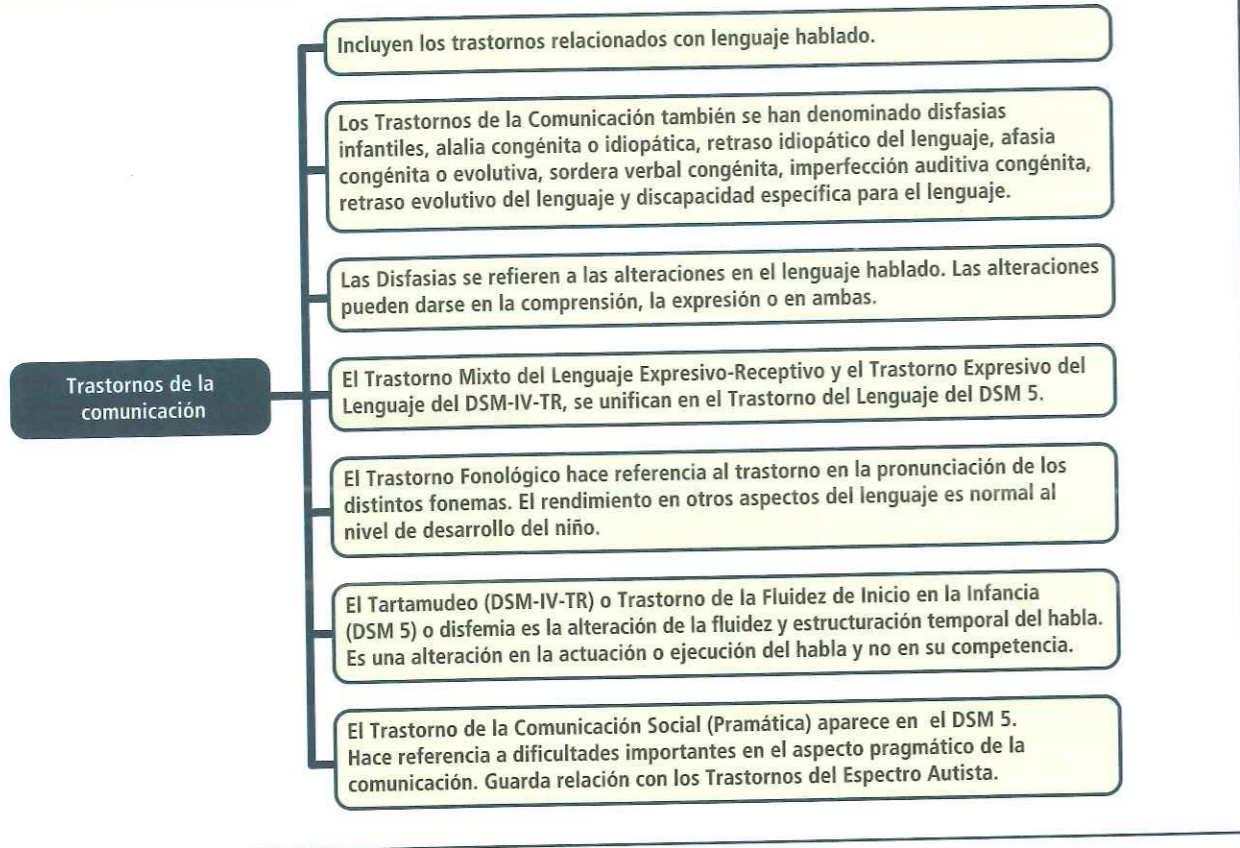 Incluyen los trastornos relacionados con lenguaje hablado.
Los Trastornos de la Comunicación también se han denominado disfasias
infantiles, alalia congénita o idiopática, retraso idiopático del lenguaje, afasia
congénita o evolutiva, sordera verbal congénita, imperfección auditiva congénita,
retraso evolutivo del lenguaje y discapacidad específica para el lenguaje.
Las Disfasias se refieren a las alteraciones en el lenguaje hablado. Las alteraciones
pueden darse en la comprensión, la expresión o en ambas.
Trastornos de la
comunicación
El Trastorno Mixto del Lenguaje Expresivo-Receptivo y el Trastorno Expresivo del
Lenguaje del DSM-IV-TR, se unifican en el Trastorno del Lenguaje del DSM 5.
El Trastorno Fonológico hace referencia al trastorno en la pronunciación de los
distintos fonemas. El rendimiento en otros aspectos del lenguaje es normal al
nivel de desarrollo del niño.
El Tartamudeo (DSM-IV-TR) o Trastorno de la Fluidez de Inicio en la Infancia
(DSM 5) o disfemia es la alteración de la fluidez y estructuración temporal del habla.
Es una alteración en la actuación o ejecución del habla y no en su competencia.
El Trastorno de la Comunicación Social (Pramática) aparece en el DSM 5.
Hace referencia a dificultades importantes en el aspecto pragmático de la
comunicación. Guarda relación con los Trastornos del Espectro Autista.